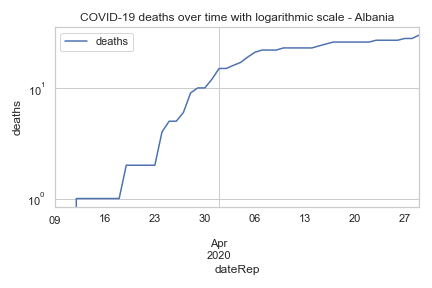 COVID-19 deaths over time with logarithmic scale - Albania
deaths
deaths
10¹
10⁰
09 16 23 30 06 13 20 27
Apr
2020
dateRep